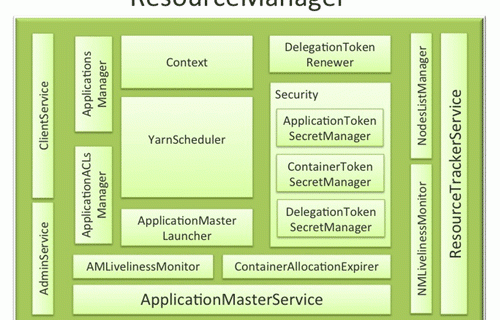 ResourceManager
ClientService
AdminService
Applications
Manager
ApplicationACLs
Manager
Context
YarnScheduler
ApplicationMaster
Launcher
DelegationToken
Renewer
Security
ApplicationToken
SecretManager
ContainerToken
SecretManager
DelegationToken
SecretManager
AMLivelinessMonitor
ContainerAllocationExpirer
ApplicationMasterService
NodesListManager
NMLivelinessMonitor
ResourceTrackerService